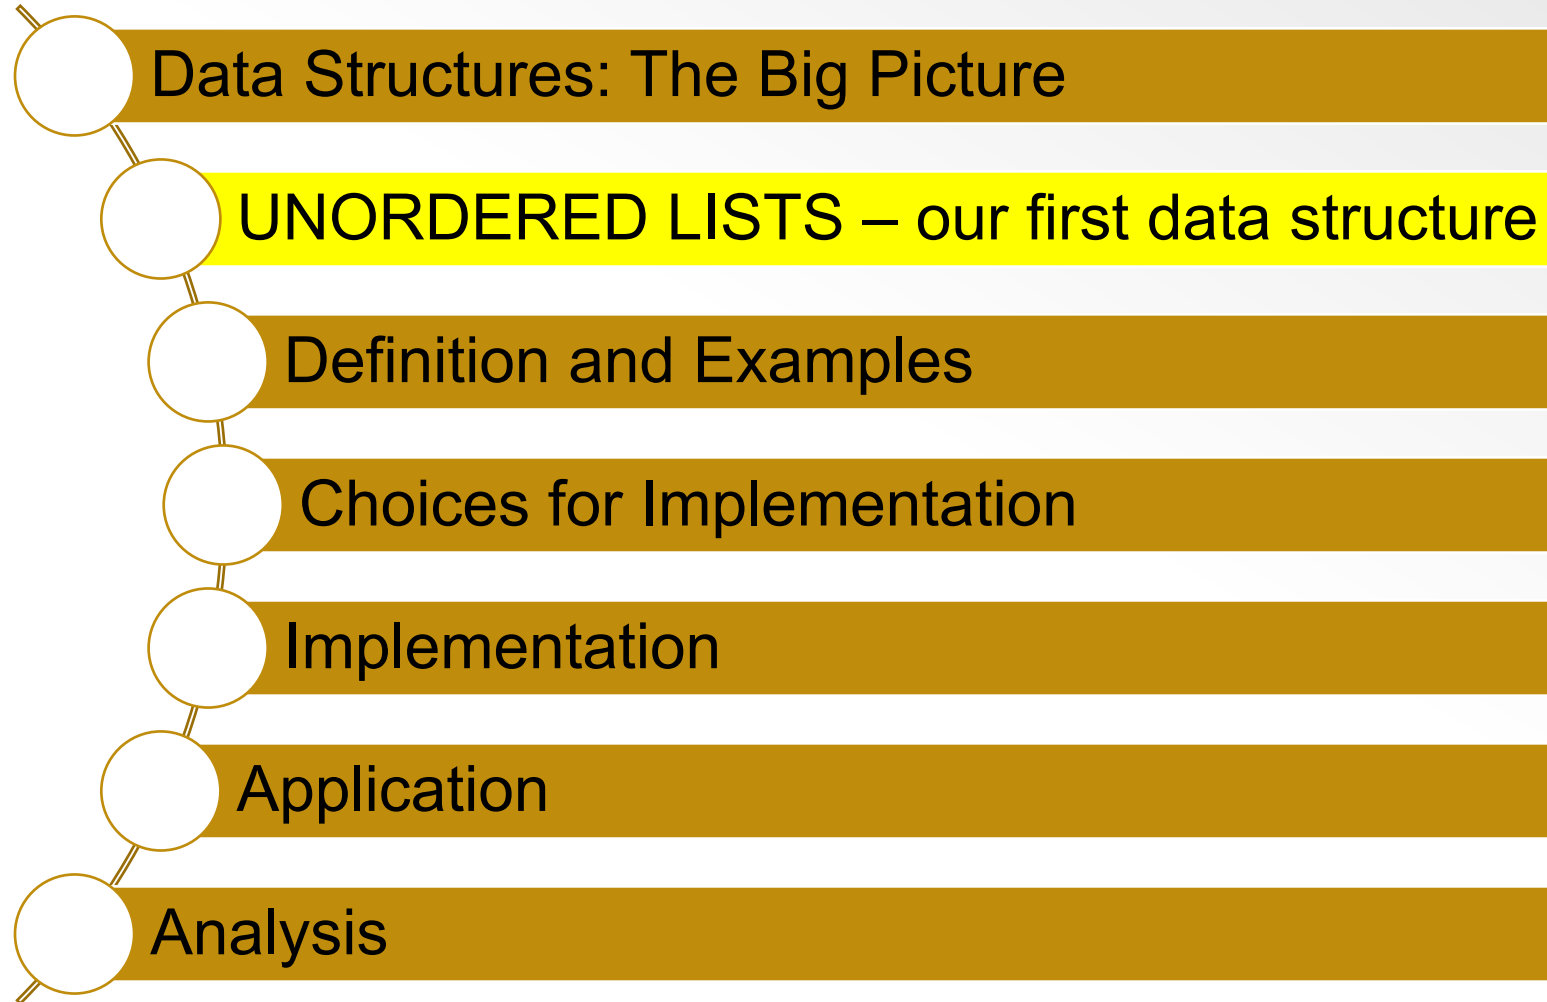 Data Structures: The Big Picture
UNORDERED LISTS – our first data structure
Definition and Examples
Choices for Implementation
Implementation
Application
Analysis